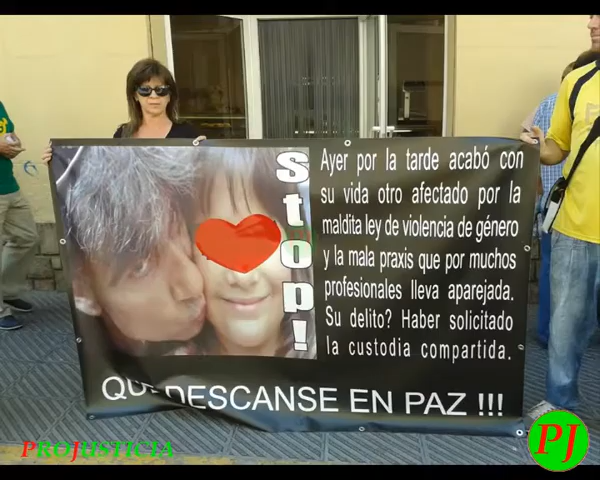 Stop!
Ayer por la tarde acabó con
su vida otro afectado por la
maldita ley de violencia de género
y la mala praxis que por muchos
profesionales lleva aparejada.
Su delito? Haber solicitado
la custodia compartida.
QUE DESCANSE EN PAZ !!!
PROJUSTICIA
PJ